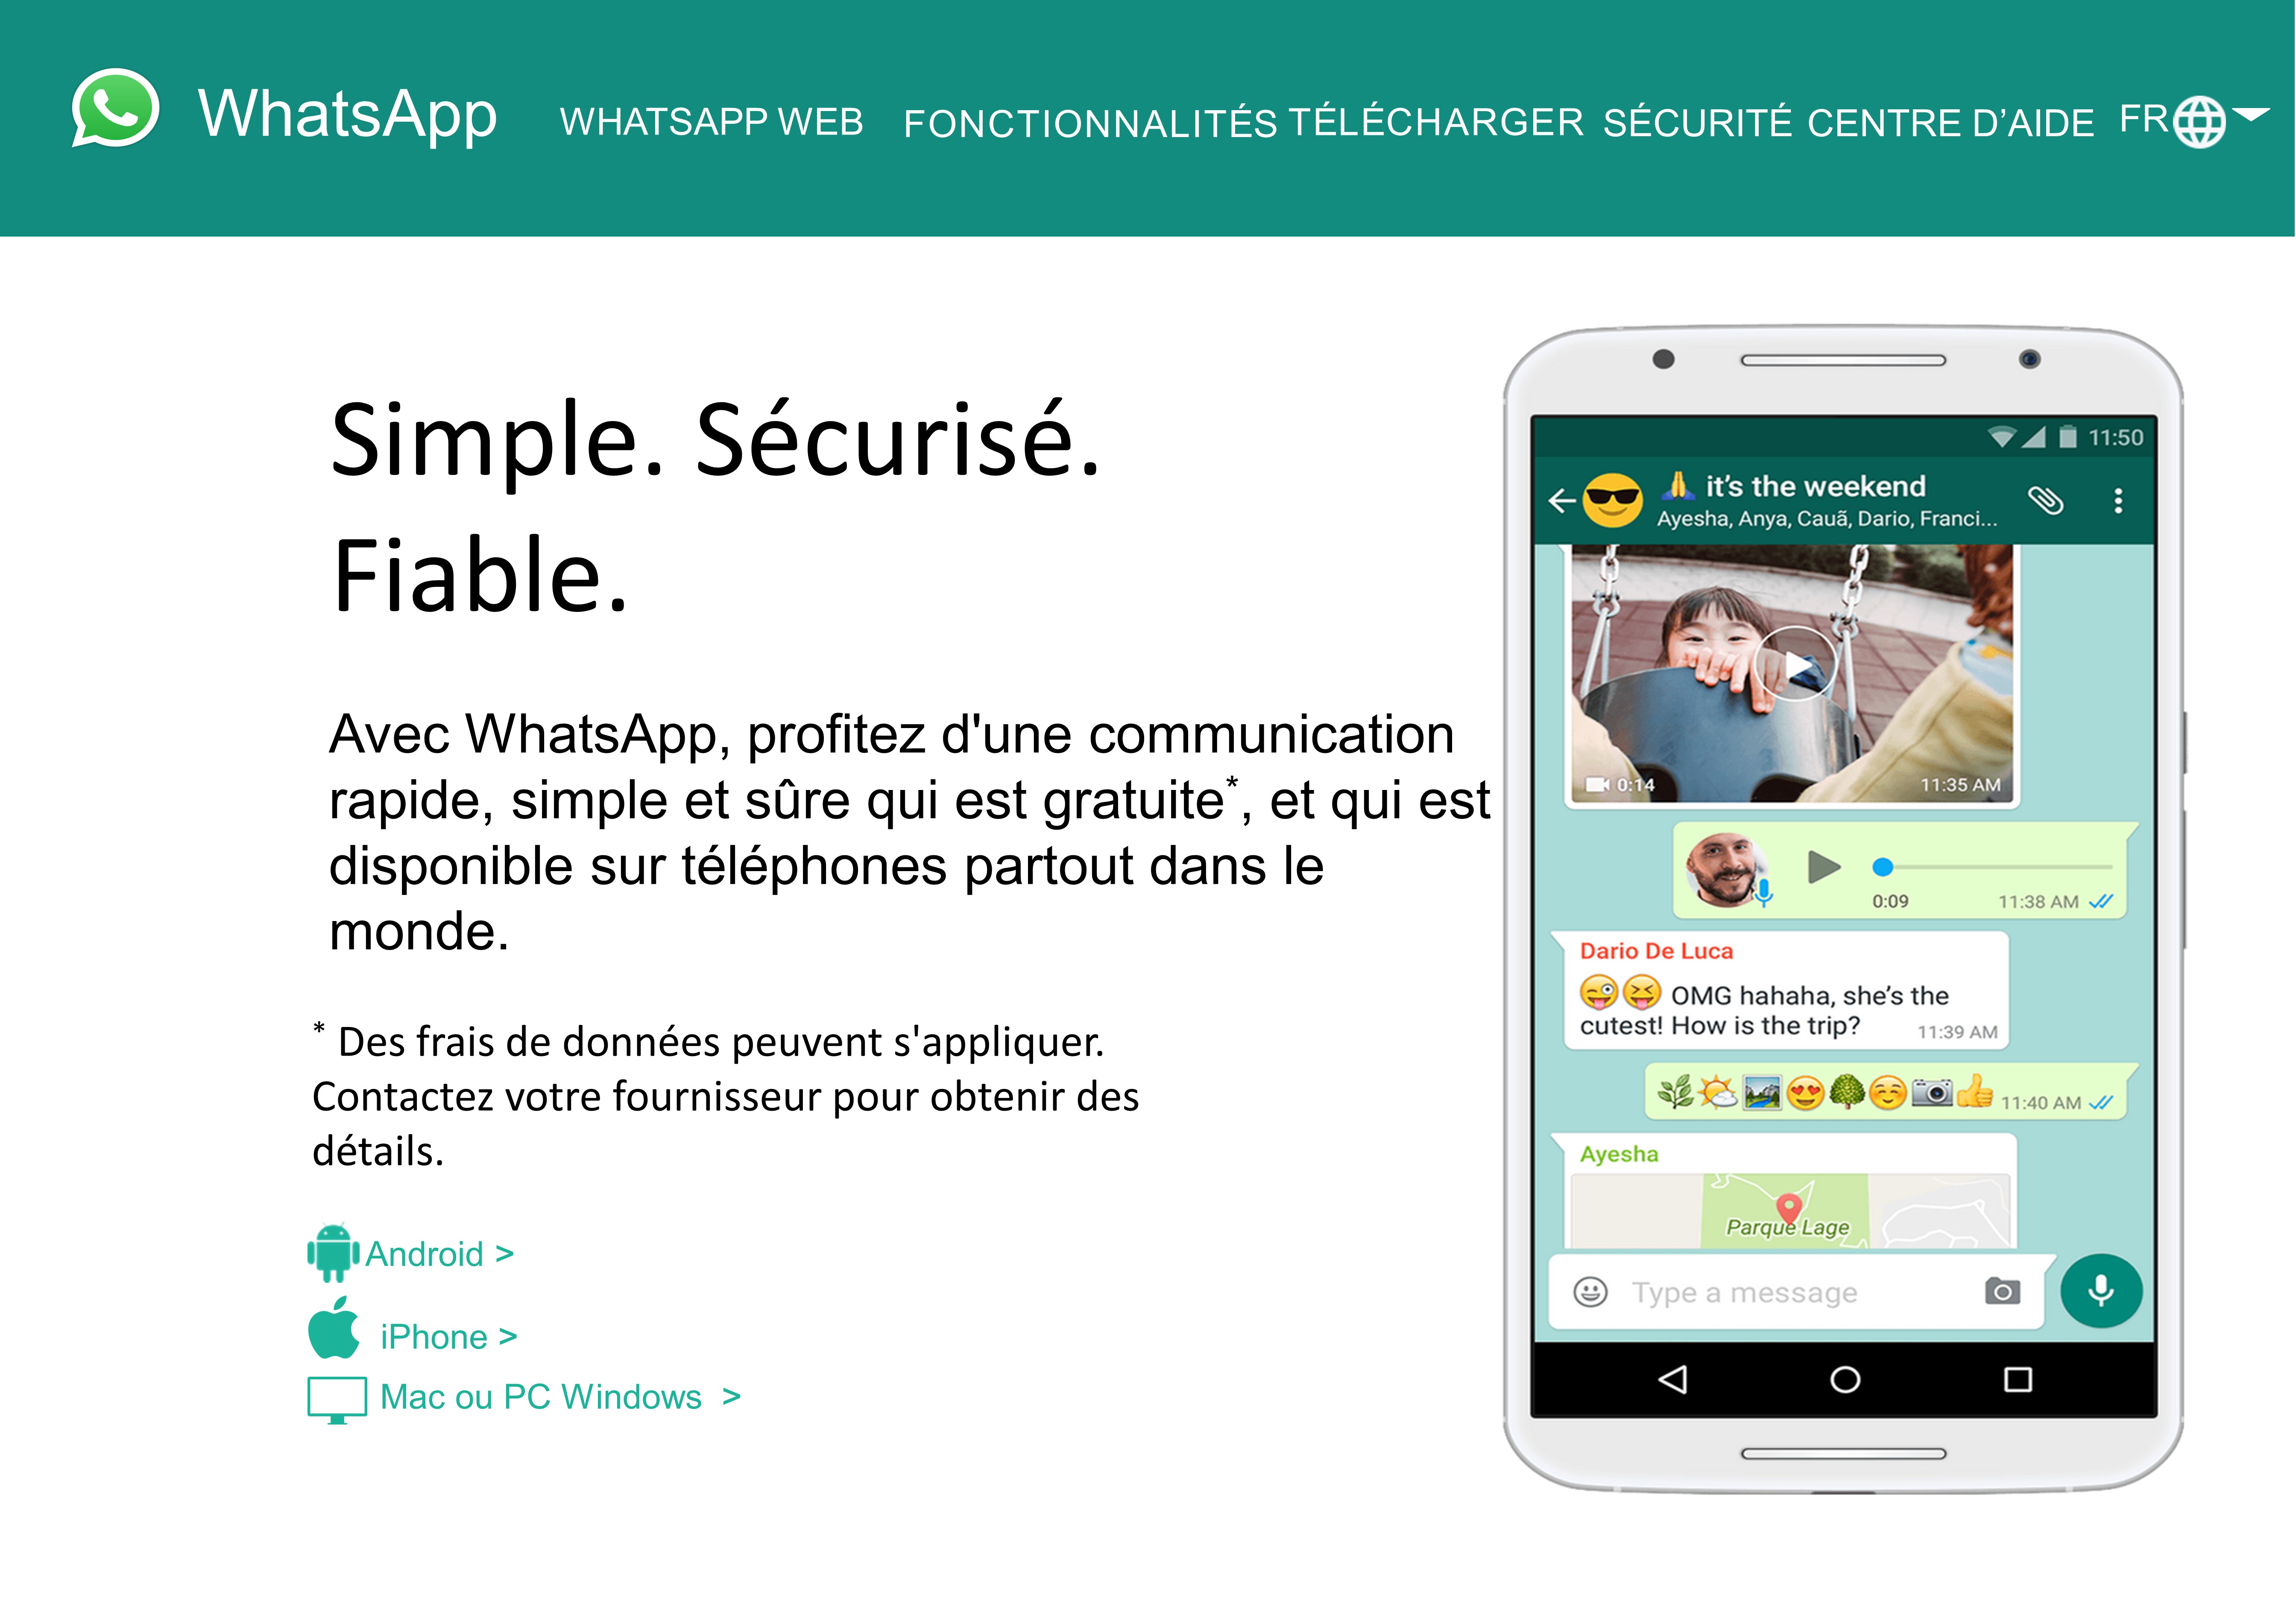 WhatsApp WHATSAPP WEB FONCTIONNALITÉS TÉLÉCHARGER SÉCURITÉ CENTRE D’AIDE FR
Simple. Sécurisé.
Fiable.
Avec WhatsApp, profitez d'une communication
rapide, simple et sûre qui est gratuite*, et qui est
disponible sur téléphones partout dans le
monde.
* Des frais de données peuvent s'appliquer.
Contactez votre fournisseur pour obtenir des
détails.
Android >
iPhone >
Mac ou PC Windows >
11:50
🙏 it’s the weekend
Ayesha, Anya, Cauã, Dario, Franci...
0:14 11:35 AM
0:09 11:38 AM
Dario De Luca
😜😝 OMG hahaha, she’s the
cutest! How is the trip? 11:39 AM
🌿🌤🏞😍🌳☺📷👍 11:40 AM
Ayesha
Parque Lage
Type a message